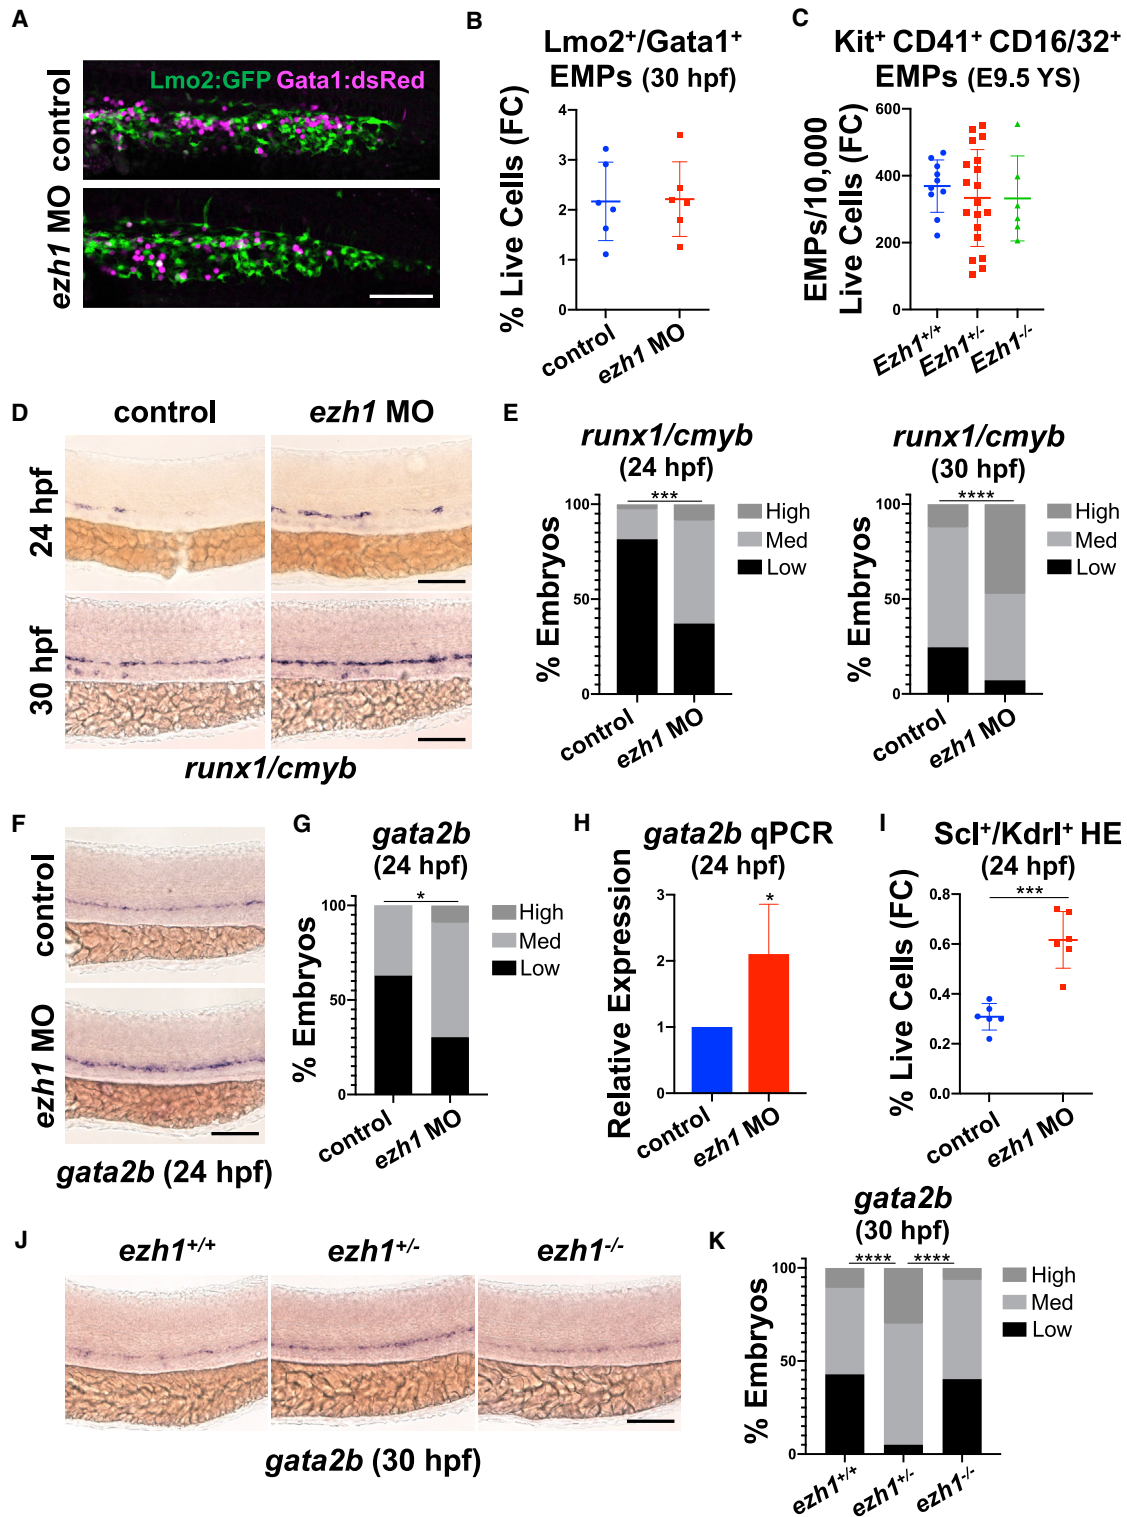 A
Lmo2:GFP Gata1:dsRed
control
ezh1 MO
B
Lmo2+/Gata1+
EMPs (30 hpf)
% Live Cells (FC)
4
3
2
1
0
control
ezh1 MO
C
Kit+ CD41+ CD16/32+
EMPs (E9.5 YS)
EMPs/10,000
Live Cells (FC)
600
400
200
0
Ezh1+/+
Ezh1+/-
Ezh1-/-
D
control
ezh1 MO
24 hpf
30 hpf
runx1/cmyb
E
runx1/cmyb
(24 hpf)
% Embryos
100
50
0
***
High
Med
Low
control
ezh1 MO
runx1/cmyb
(30 hpf)
% Embryos
100
50
0
****
High
Med
Low
control
ezh1 MO
F
control
ezh1 MO
gata2b (24 hpf)
G
gata2b
(24 hpf)
% Embryos
100
50
0
*
High
Med
Low
control
ezh1 MO
H
gata2b qPCR
(24 hpf)
Relative Expression
3
2
1
0
*
control
ezh1 MO
I
Scl+/Kdrl+ HE
(24 hpf)
% Live Cells (FC)
0.8
0.6
0.4
0.2
0.0
***
control
ezh1 MO
J
ezh1+/+
ezh1+/-
ezh1-/-
gata2b (30 hpf)
K
gata2b
(30 hpf)
% Embryos
100
50
0
**** ****
High
Med
Low
ezh1+/+
ezh1+/-
ezh1-/-